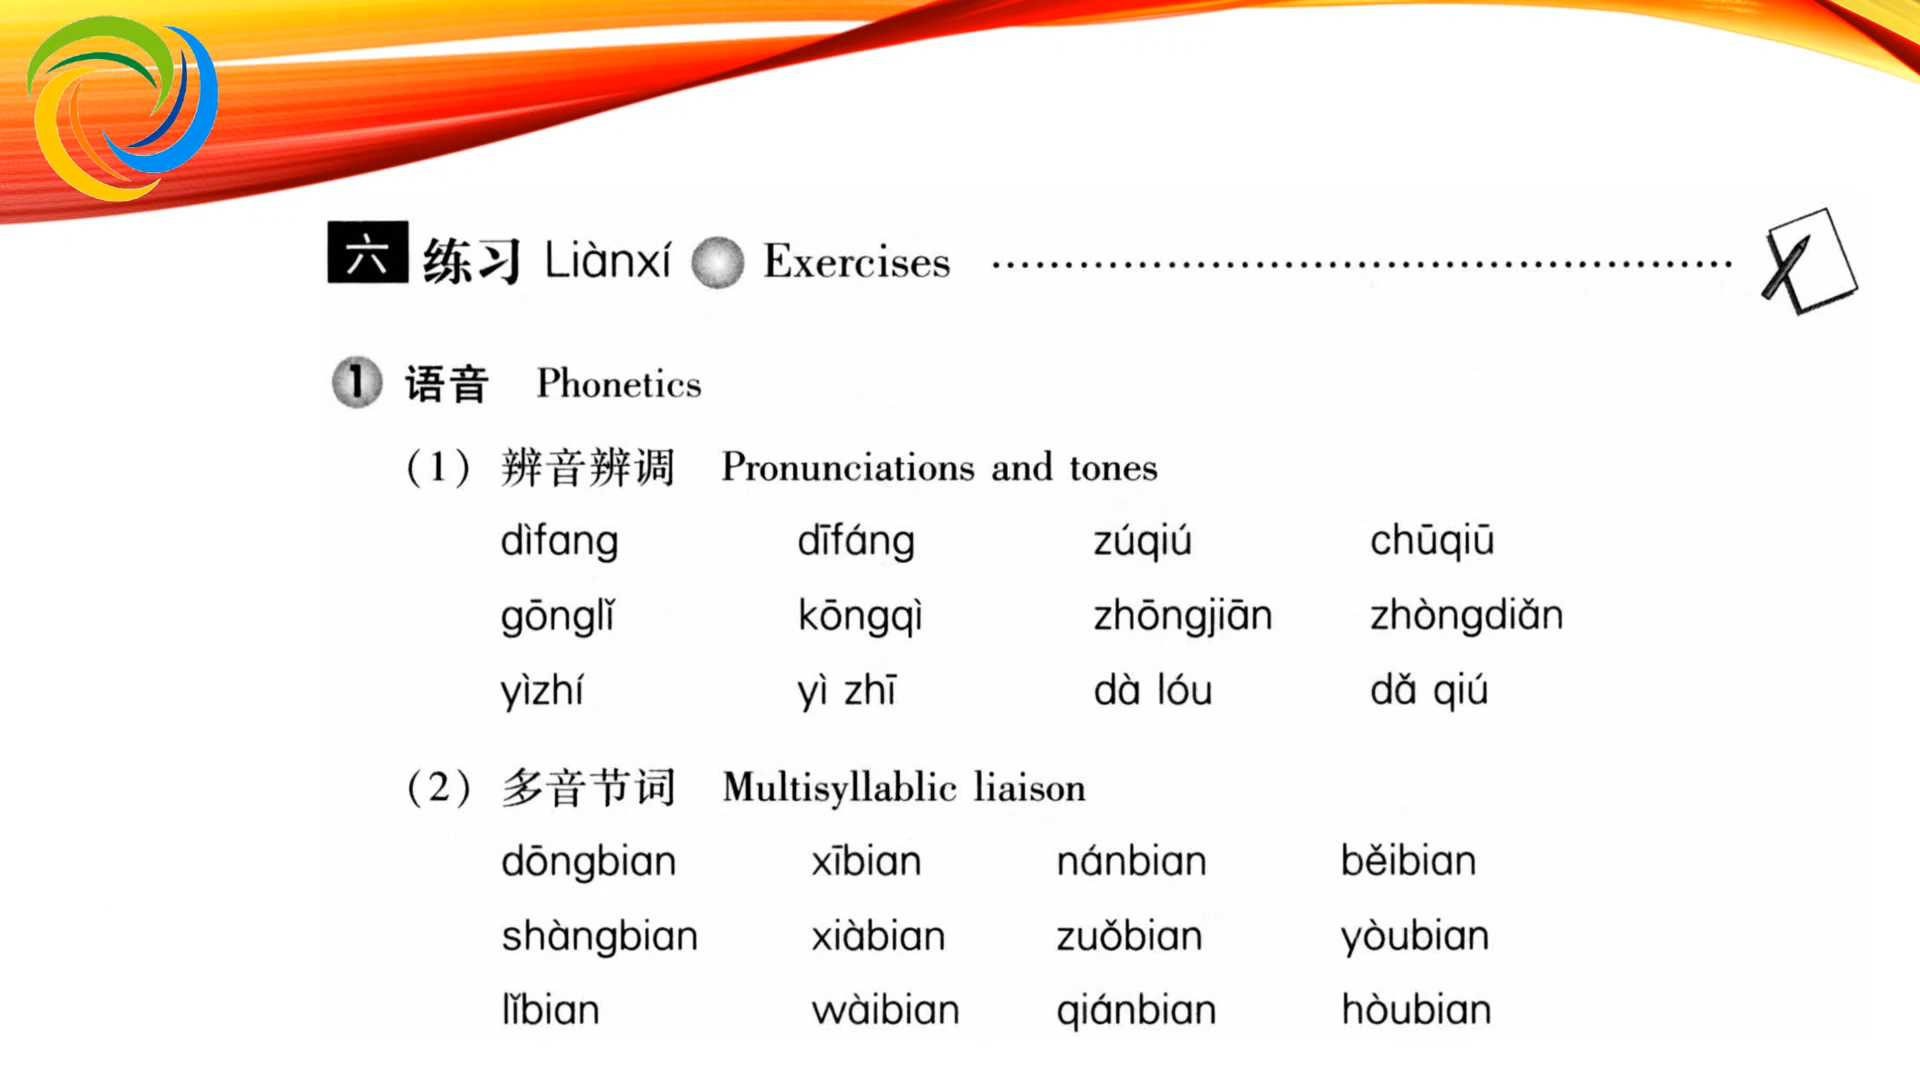 六 练习 Liànxí Exercises
1 语音 Phonetics
(1) 辨音辨调 Pronunciations and tones
dìfang dīfáng zúqiú chūqiū
gōnglǐ kōngqì zhōngjiān zhòngdiǎn
yìzhí yì zhī dà lóu dǎ qiú
(2) 多音节词 Multisyllablic liaison
dōngbian xībian nánbian běibian
shàngbian xiàbian zuǒbian yòubian
lǐbian wàibian qiánbian hòubian